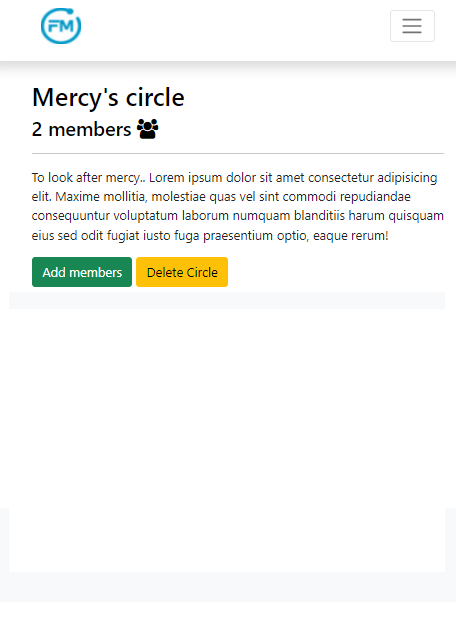 FM
Mercy's circle
2 members
To look after mercy.. Lorem ipsum dolor sit amet consectetur adipisicing
elit. Maxime mollitia, molestiae quas vel sint commodi repudiandae
consequuntur voluptatum laborum numquam blanditiis harum quisquam
eius sed odit fugiat iusto fuga praesentium optio, eaque rerum!
Add members Delete Circle